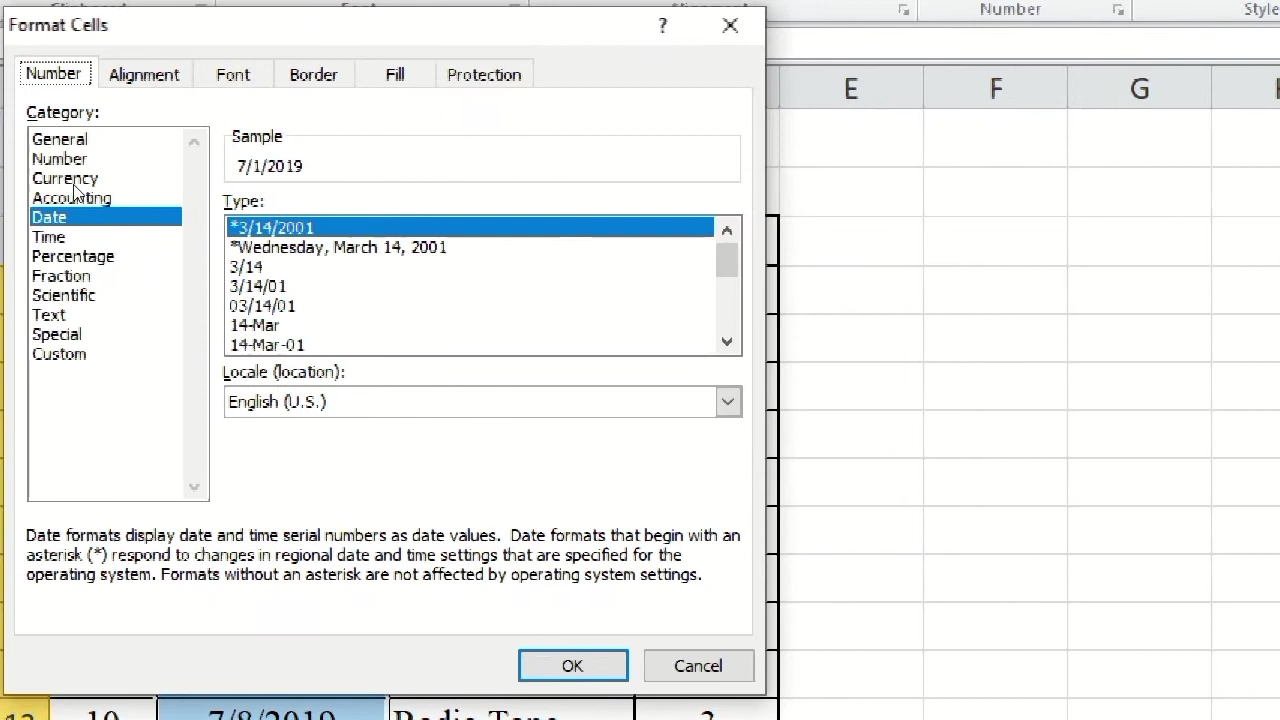 Number
Style
Format Cells
?
Number Alignment Font Border Fill Protection
Category:
General
Number
Currency
Accounting
Date
Time
Percentage
Fraction
Scientific
Text
Special
Custom
Sample
7/1/2019
Type:
*3/14/2001
*Wednesday, March 14, 2001
3/14
3/14/01
03/14/01
14-Mar
14-Mar-01
Locale (location):
English (U.S.)
Date formats display date and time serial numbers as date values. Date formats that begin with an
asterisk (*) respond to changes in regional date and time settings that are specified for the
operating system. Formats without an asterisk are not affected by operating system settings.
OK Cancel
E F G
10 7/8/2019